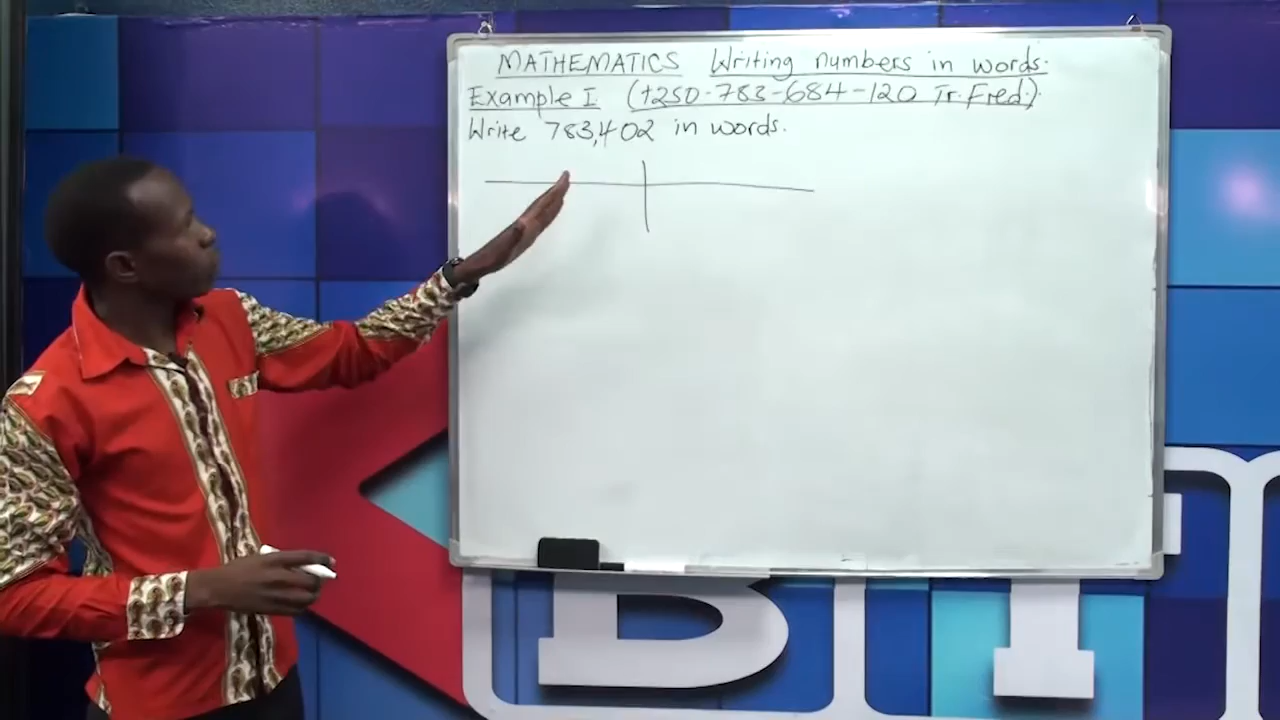 MATHEMATICS Writing numbers in words.
Example I (+250-783-684-120 Tr. Fred.)
Write 783,402 in words.